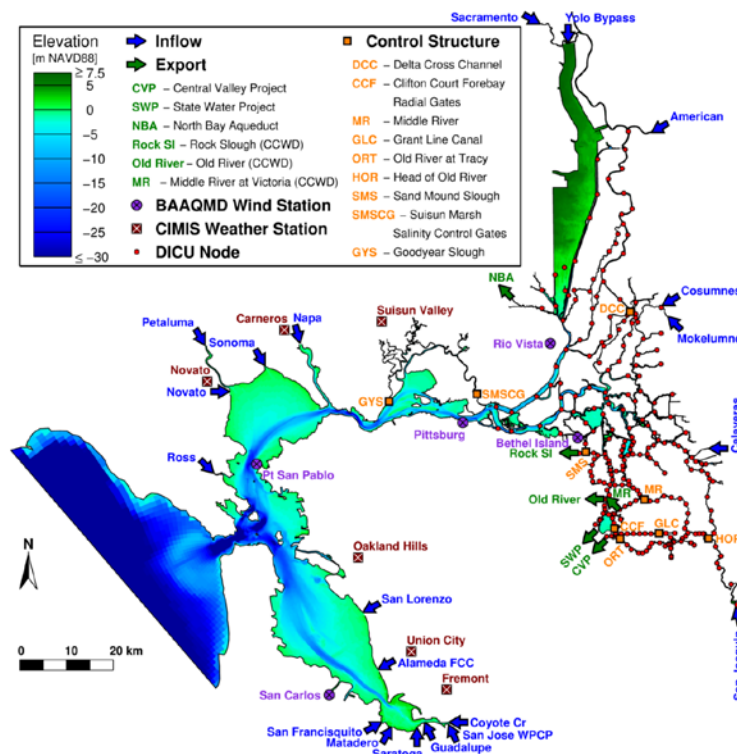 Sacramento
Yolo Bypass
American
Elevation
[m NAVD88]
≥ 7.5
5
0
-5
-10
-15
-20
-25
≤ -30
Inflow
Export
CVP – Central Valley Project
SWP – State Water Project
NBA – North Bay Aqueduct
Rock Sl – Rock Slough (CCWD)
Old River – Old River (CCWD)
MR – Middle River at Victoria (CCWD)
BAAQMD Wind Station
CIMIS Weather Station
DICU Node
Control Structure
DCC – Delta Cross Channel
CCF – Clifton Court Forebay
Radial Gates
MR – Middle River
GLC – Grant Line Canal
ORT – Old River at Tracy
HOR – Head of Old River
SMS – Sand Mound Slough
SMSCG – Suisun Marsh
Salinity Control Gates
GYS – Goodyear Slough
NBA
Cosumnes
DCC
Mokelumne
Suisun Valley
Carneros
Napa
Petaluma
Sonoma
Rio Vista
Novato
Novato
GYS
SMSCG
Pittsburg
Bethel Island
Calaveras
Rock Sl
SMS
Ross
Pt San Pablo
Old River
MR
MR
CCF
GLC
HOR
SWP
CVP
ORT
N
Oakland Hills
San Lorenzo
0 10 20 km
Union City
Alameda FCC
Fremont
San Joaquin
San Carlos
Coyote Cr
San Jose WPCP
Guadalupe
San Francisquito
Matadero
Saratoga